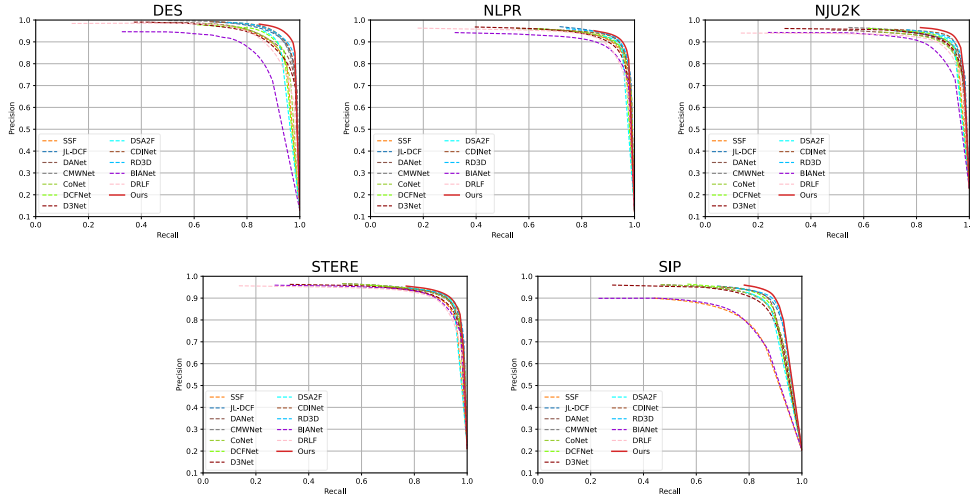 DES
NLPR
NJU2K
Precision
1.0
0.9
0.8
0.7
0.6
0.5
0.4
0.3
0.2
0.1
SSF
JL-DCF
DANet
CMWNet
CoNet
DCFNet
D3Net
DSA2F
CDINet
RD3D
BIANet
DRLF
Ours
0.0 0.2 0.4 0.6 0.8 1.0
Recall
Precision
1.0
0.9
0.8
0.7
0.6
0.5
0.4
0.3
0.2
0.1
SSF
JL-DCF
DANet
CMWNet
CoNet
DCFNet
D3Net
DSA2F
CDINet
RD3D
BIANet
DRLF
Ours
0.0 0.2 0.4 0.6 0.8 1.0
Recall
Precision
1.0
0.9
0.8
0.7
0.6
0.5
0.4
0.3
0.2
0.1
SSF
JL-DCF
DANet
CMWNet
CoNet
DCFNet
D3Net
DSA2F
CDINet
RD3D
BIANet
DRLF
Ours
0.0 0.2 0.4 0.6 0.8 1.0
Recall
STERE
SIP
Precision
1.0
0.9
0.8
0.7
0.6
0.5
0.4
0.3
0.2
0.1
SSF
JL-DCF
DANet
CMWNet
CoNet
DCFNet
D3Net
DSA2F
CDINet
RD3D
BIANet
DRLF
Ours
0.0 0.2 0.4 0.6 0.8 1.0
Recall
Precision
1.0
0.9
0.8
0.7
0.6
0.5
0.4
0.3
0.2
0.1
SSF
JL-DCF
DANet
CMWNet
CoNet
DCFNet
D3Net
DSA2F
CDINet
RD3D
BIANet
DRLF
Ours
0.0 0.2 0.4 0.6 0.8 1.0
Recall